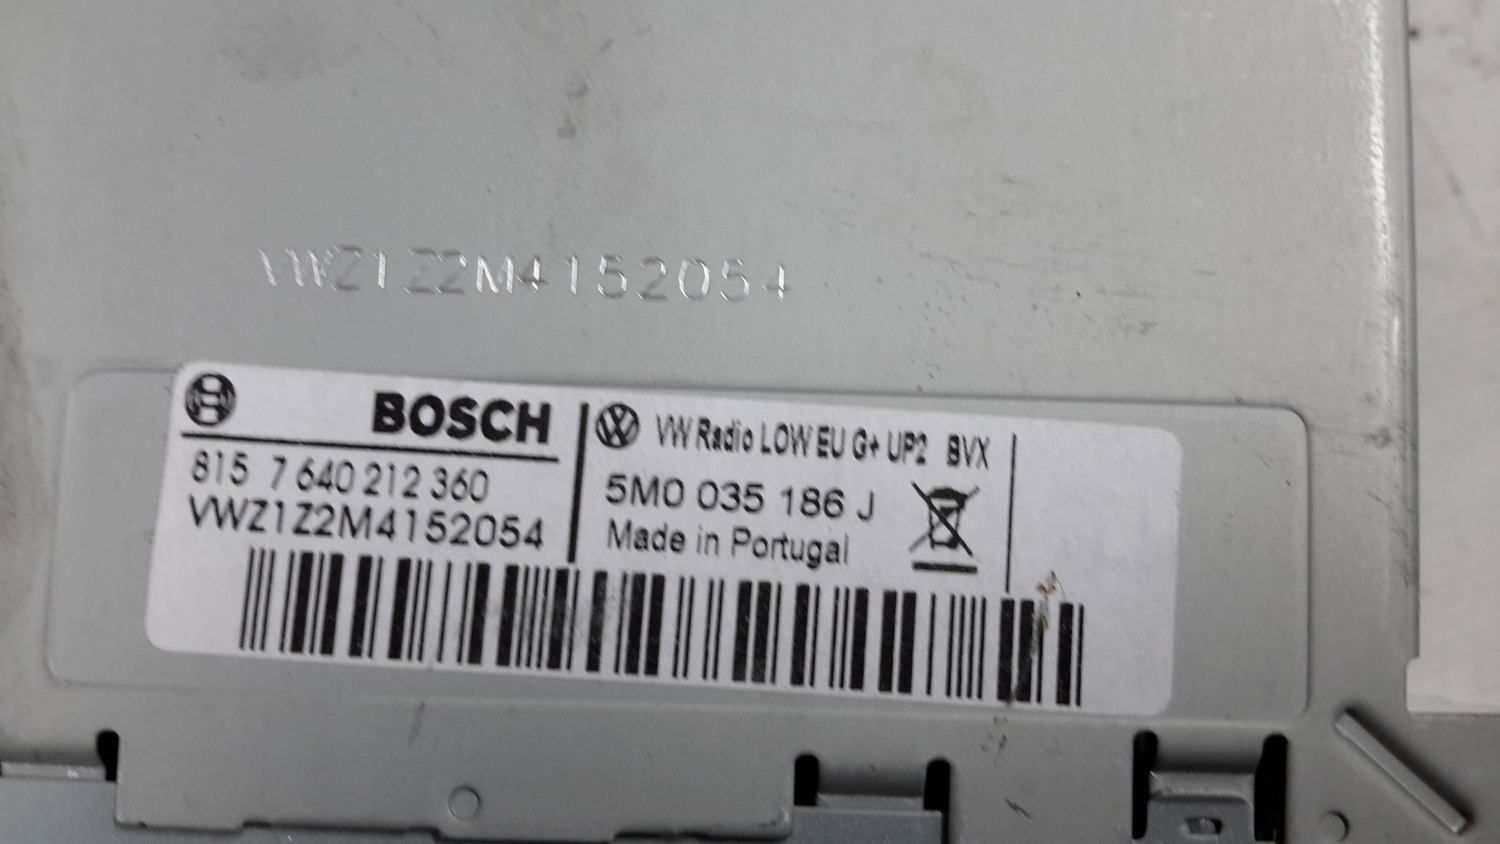 VWZ1Z2M4152054
BOSCH
815 7 640 212 360
VWZ1Z2M4152054
VW Radio LOW EU G+ UP2 BVX
5M0 035 186 J
Made in Portugal